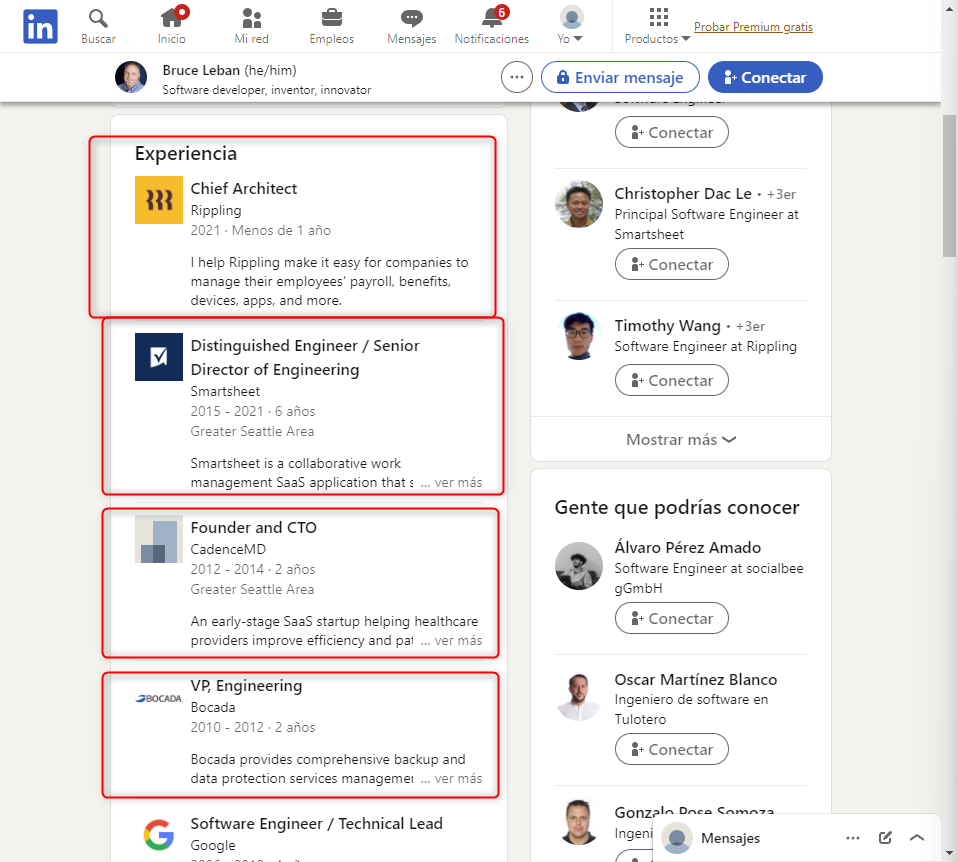 in
Buscar
Inicio
Mi red
Empleos
Mensajes
6
Notificaciones
Yo
Productos
Probar Premium gratis
Bruce Leban (he/him)
Software developer, inventor, innovator
Enviar mensaje
Conectar
Experiencia
Chief Architect
Rippling
2021 · Menos de 1 año
I help Rippling make it easy for companies to
manage their employees' payroll, benefits,
devices, apps, and more.
Distinguished Engineer / Senior
Director of Engineering
Smartsheet
2015 - 2021 · 6 años
Greater Seattle Area
Smartsheet is a collaborative work
management SaaS application that s ... ver más
Founder and CTO
CadenceMD
2012 - 2014 · 2 años
Greater Seattle Area
An early-stage SaaS startup helping healthcare
providers improve efficiency and pat ... ver más
BOCADA
VP, Engineering
Bocada
2010 - 2012 · 2 años
Bocada provides comprehensive backup and
data protection services managemen ... ver más
Software Engineer / Technical Lead
Google
Software Engineer
Conectar
Christopher Dac Le · +3er
Principal Software Engineer at
Smartsheet
Conectar
Timothy Wang · +3er
Software Engineer at Rippling
Conectar
Mostrar más
Gente que podrías conocer
Álvaro Pérez Amado
Software Engineer at socialbee
gGmbH
Conectar
Oscar Martínez Blanco
Ingeniero de software en
Tulotero
Conectar
Gonzalo Pose Somoza
Ingeni
Mensajes